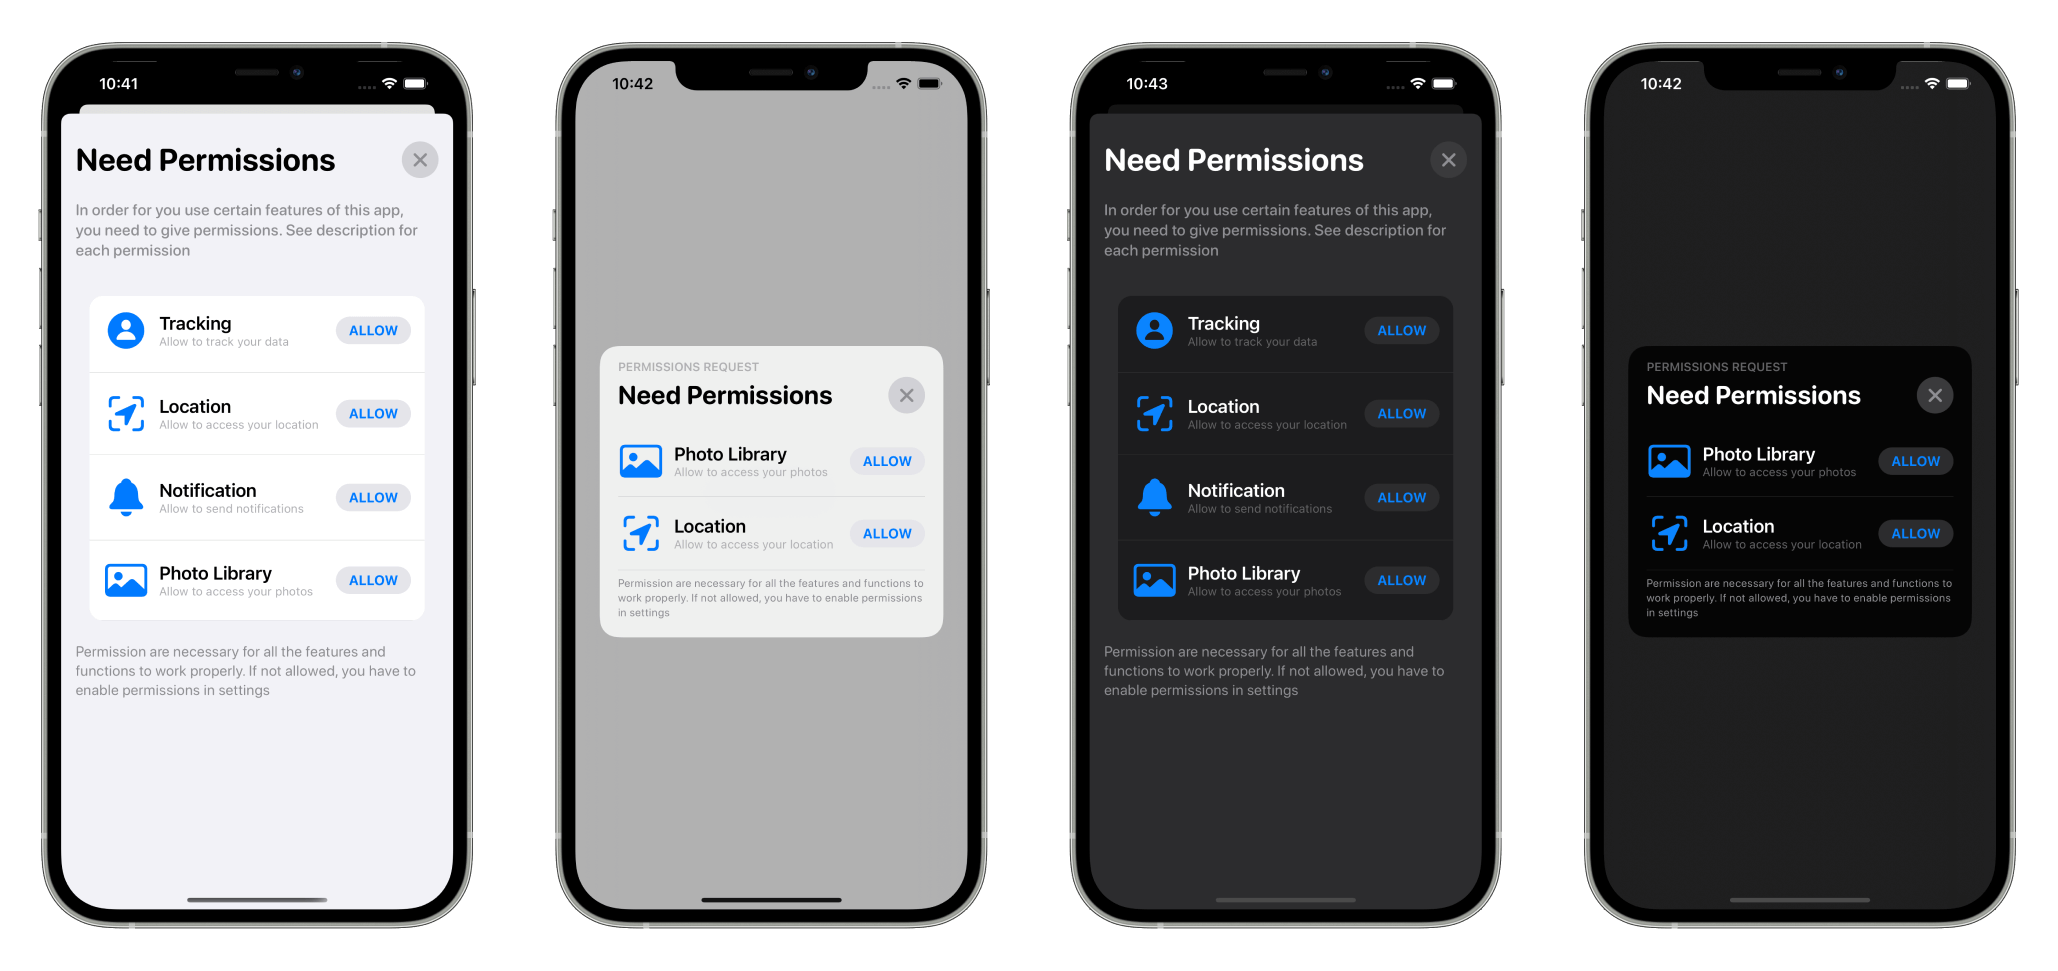 10:41
Need Permissions
In order for you use certain features of this app,
you need to give permissions. See description for
each permission
Tracking
Allow to track your data
ALLOW
Location
Allow to access your location
ALLOW
Notification
Allow to send notifications
ALLOW
Photo Library
Allow to access your photos
ALLOW
Permission are necessary for all the features and
functions to work properly. If not allowed, you have to
enable permissions in settings
10:42
PERMISSIONS REQUEST
Need Permissions
Photo Library
Allow to access your photos
ALLOW
Location
Allow to access your location
ALLOW
Permission are necessary for all the features and functions to
work properly. If not allowed, you have to enable permissions
in settings
10:43
Need Permissions
In order for you use certain features of this app,
you need to give permissions. See description for
each permission
Tracking
Allow to track your data
ALLOW
Location
Allow to access your location
ALLOW
Notification
Allow to send notifications
ALLOW
Photo Library
Allow to access your photos
ALLOW
Permission are necessary for all the features and
functions to work properly. If not allowed, you have to
enable permissions in settings
10:42
PERMISSIONS REQUEST
Need Permissions
Photo Library
Allow to access your photos
ALLOW
Location
Allow to access your location
ALLOW
Permission are necessary for all the features and functions to
work properly. If not allowed, you have to enable permissions
in settings